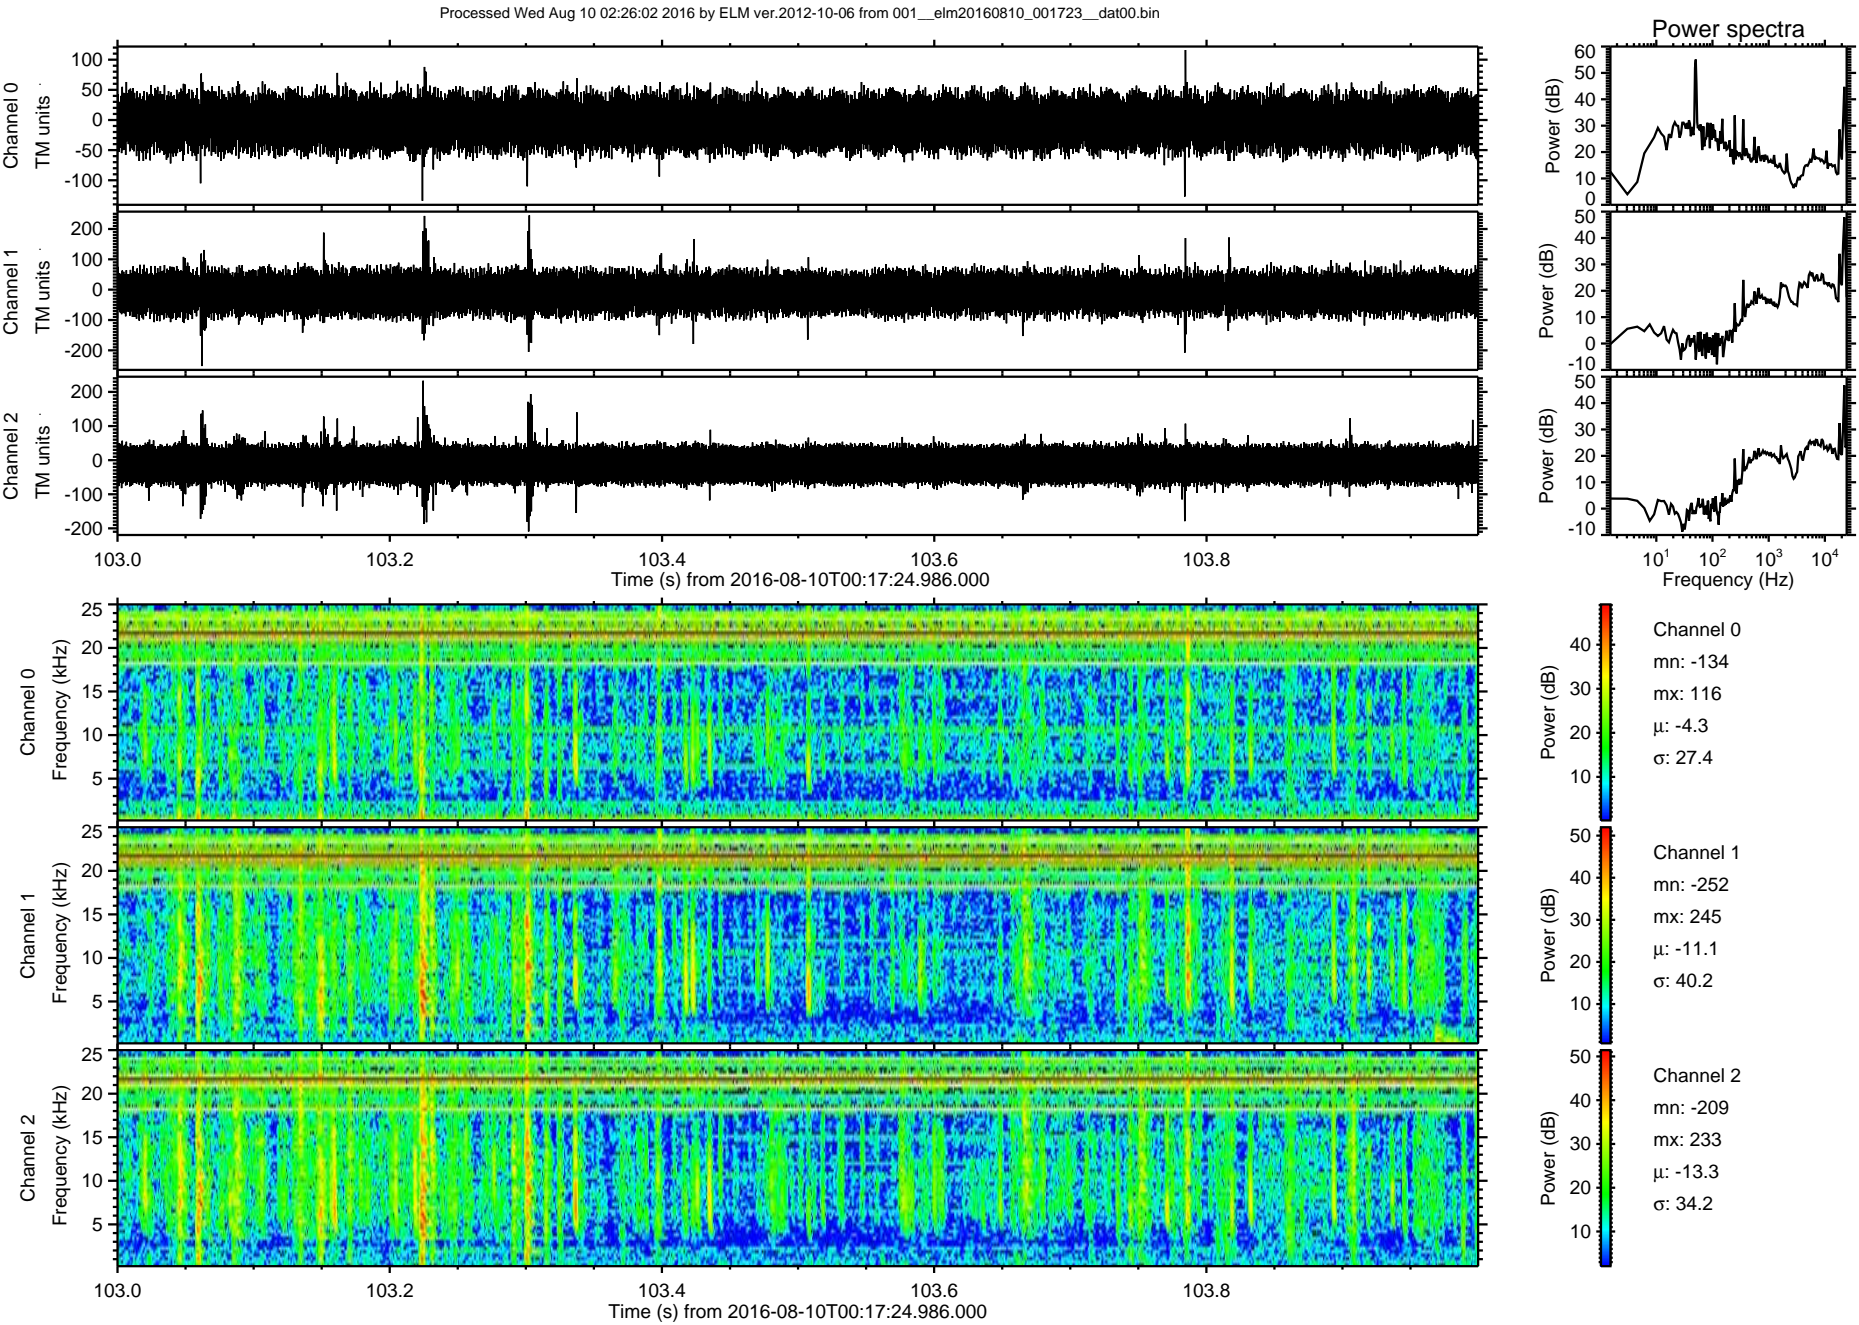 Processed Wed Aug 10 02:26:02 2016 by ELM ver.2012-10-06 from 001__elm20160810_001723__dat00.bin
Power spectra
Channel 0
TM units
100
50
0
-50
-100
Power (dB)
60
50
40
30
20
10
0
Channel 1
TM units
200
100
0
-100
-200
Power (dB)
50
40
30
20
10
0
-10
Channel 2
TM units
200
100
0
-100
-200
Power (dB)
50
40
30
20
10
0
-10
103.0 103.2 103.4 103.6 103.8
Time (s) from 2016-08-10T00:17:24.986.000
10^1 10^2 10^3 10^4
Frequency (Hz)
Channel 0
Frequency (kHz)
25
20
15
10
5
Power (dB)
40
30
20
10
Channel 0
mn: -134
mx: 116
μ: -4.3
σ: 27.4
Channel 1
Frequency (kHz)
25
20
15
10
5
Power (dB)
50
40
30
20
10
Channel 1
mn: -252
mx: 245
μ: -11.1
σ: 40.2
Channel 2
Frequency (kHz)
25
20
15
10
5
Power (dB)
50
40
30
20
10
Channel 2
mn: -209
mx: 233
μ: -13.3
σ: 34.2
103.0 103.2 103.4 103.6 103.8
Time (s) from 2016-08-10T00:17:24.986.000